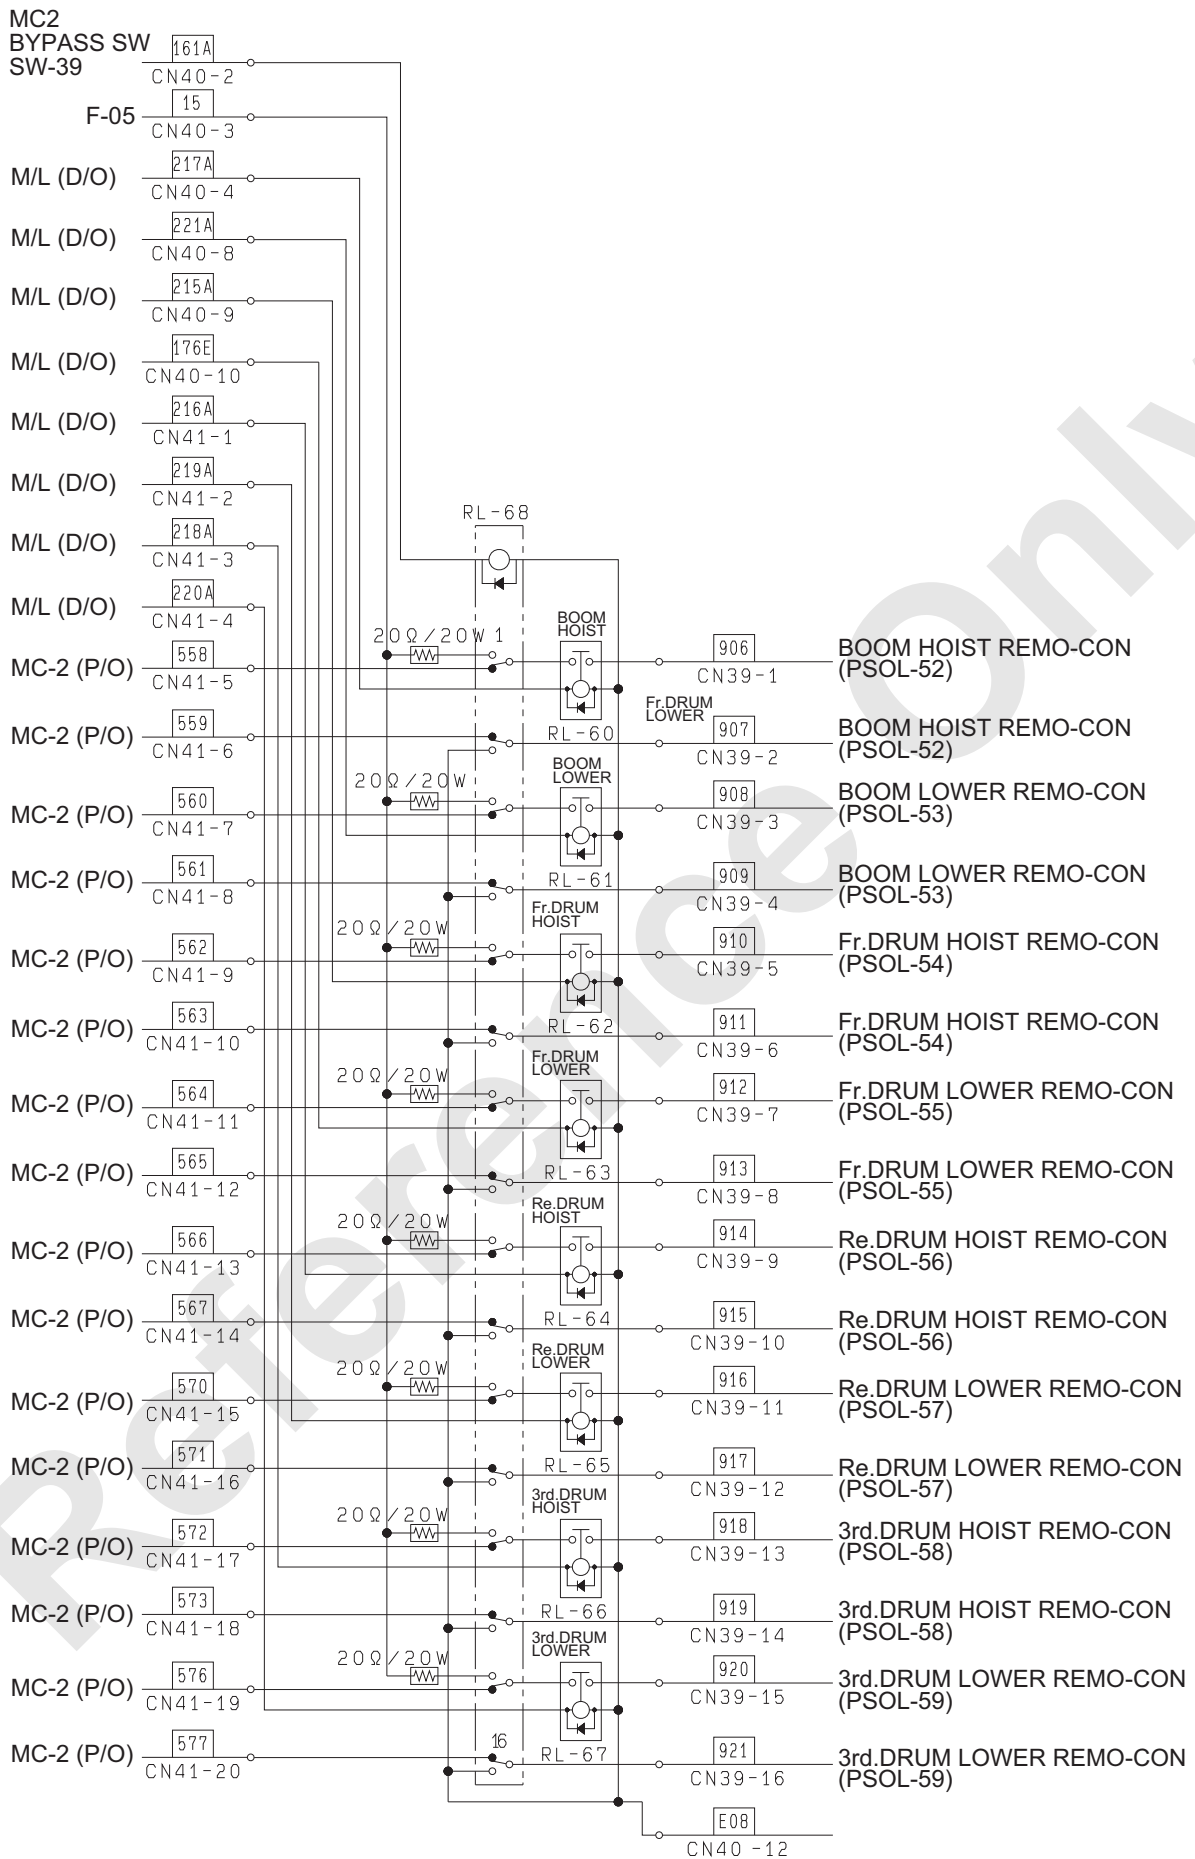 MC2
BYPASS SW
SW-39
161A
CN40-2
F-05
15
CN40-3
M/L (D/O)
217A
CN40-4
M/L (D/O)
221A
CN40-8
M/L (D/O)
215A
CN40-9
M/L (D/O)
176E
CN40-10
M/L (D/O)
216A
CN41-1
M/L (D/O)
219A
CN41-2
M/L (D/O)
218A
CN41-3
M/L (D/O)
220A
CN41-4
RL-68
MC-2 (P/O)
558
CN41-5
20Ω/20W 1
BOOM
HOIST
906
CN39-1
BOOM HOIST REMO-CON
(PSOL-52)
MC-2 (P/O)
559
CN41-6
RL-60
Fr.DRUM
LOWER
907
CN39-2
BOOM HOIST REMO-CON
(PSOL-52)
MC-2 (P/O)
560
CN41-7
20Ω/20W
BOOM
LOWER
908
CN39-3
BOOM LOWER REMO-CON
(PSOL-53)
MC-2 (P/O)
561
CN41-8
RL-61
909
CN39-4
BOOM LOWER REMO-CON
(PSOL-53)
MC-2 (P/O)
562
CN41-9
20Ω/20W
Fr.DRUM
HOIST
910
CN39-5
Fr.DRUM HOIST REMO-CON
(PSOL-54)
MC-2 (P/O)
563
CN41-10
RL-62
911
CN39-6
Fr.DRUM HOIST REMO-CON
(PSOL-54)
MC-2 (P/O)
564
CN41-11
20Ω/20W
Fr.DRUM
LOWER
912
CN39-7
Fr.DRUM LOWER REMO-CON
(PSOL-55)
MC-2 (P/O)
565
CN41-12
RL-63
913
CN39-8
Fr.DRUM LOWER REMO-CON
(PSOL-55)
MC-2 (P/O)
566
CN41-13
20Ω/20W
Re.DRUM
HOIST
914
CN39-9
Re.DRUM HOIST REMO-CON
(PSOL-56)
MC-2 (P/O)
567
CN41-14
RL-64
915
CN39-10
Re.DRUM HOIST REMO-CON
(PSOL-56)
MC-2 (P/O)
570
CN41-15
20Ω/20W
Re.DRUM
LOWER
916
CN39-11
Re.DRUM LOWER REMO-CON
(PSOL-57)
MC-2 (P/O)
571
CN41-16
RL-65
917
CN39-12
Re.DRUM LOWER REMO-CON
(PSOL-57)
MC-2 (P/O)
572
CN41-17
20Ω/20W
3rd.DRUM
HOIST
918
CN39-13
3rd.DRUM HOIST REMO-CON
(PSOL-58)
MC-2 (P/O)
573
CN41-18
RL-66
919
CN39-14
3rd.DRUM HOIST REMO-CON
(PSOL-58)
MC-2 (P/O)
576
CN41-19
20Ω/20W
3rd.DRUM
LOWER
920
CN39-15
3rd.DRUM LOWER REMO-CON
(PSOL-59)
MC-2 (P/O)
577
CN41-20
16
RL-67
921
CN39-16
3rd.DRUM LOWER REMO-CON
(PSOL-59)
E08
CN40 -12
Reference Only